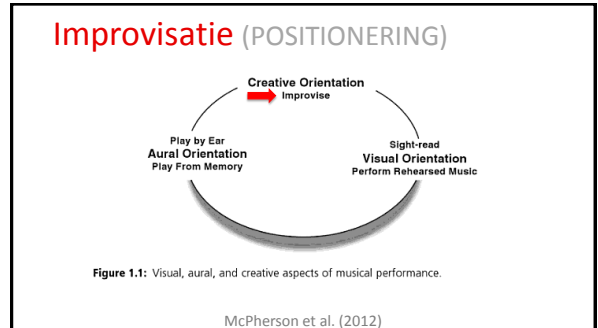 Improvisatie (POSITIONERING)
Creative Orientation
Improvise
Play by Ear
Aural Orientation
Play From Memory
Sight-read
Visual Orientation
Perform Rehearsed Music
Figure 1.1: Visual, aural, and creative aspects of musical performance.
McPherson et al. (2012)